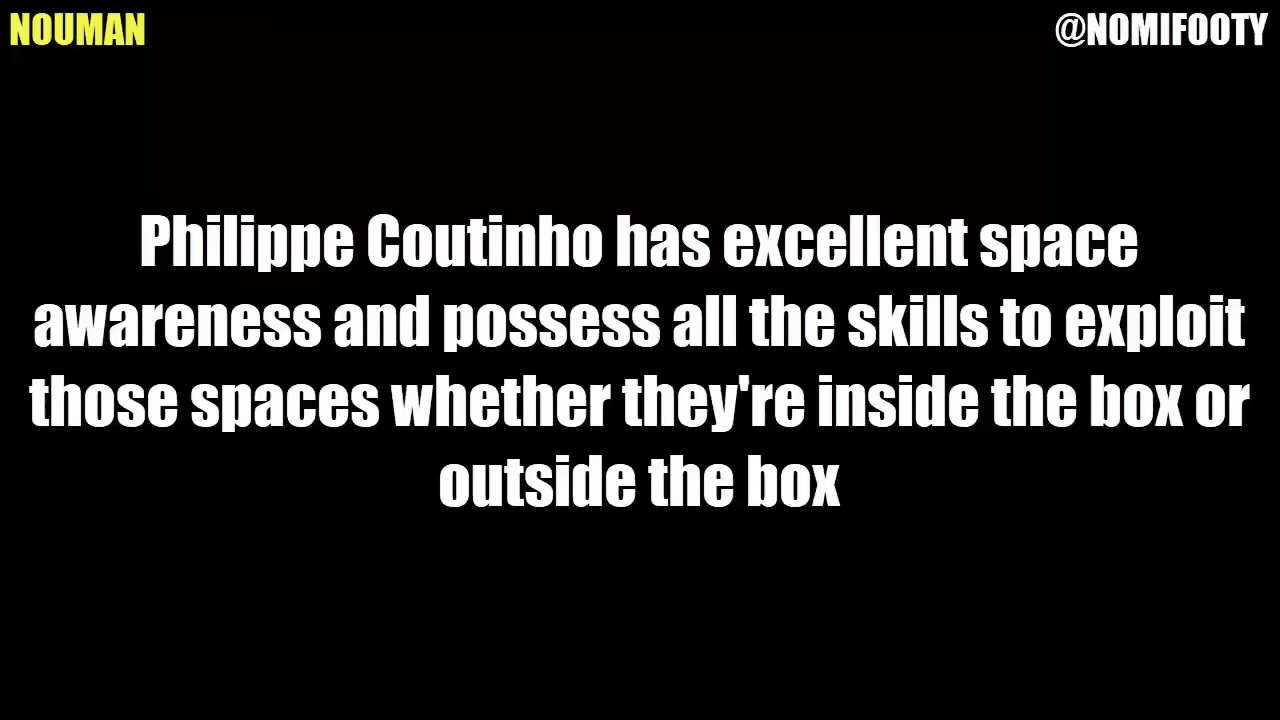 NOUMAN
@NOMIFOOTY
Philippe Coutinho has excellent space
awareness and possess all the skills to exploit
those spaces whether they're inside the box or
outside the box